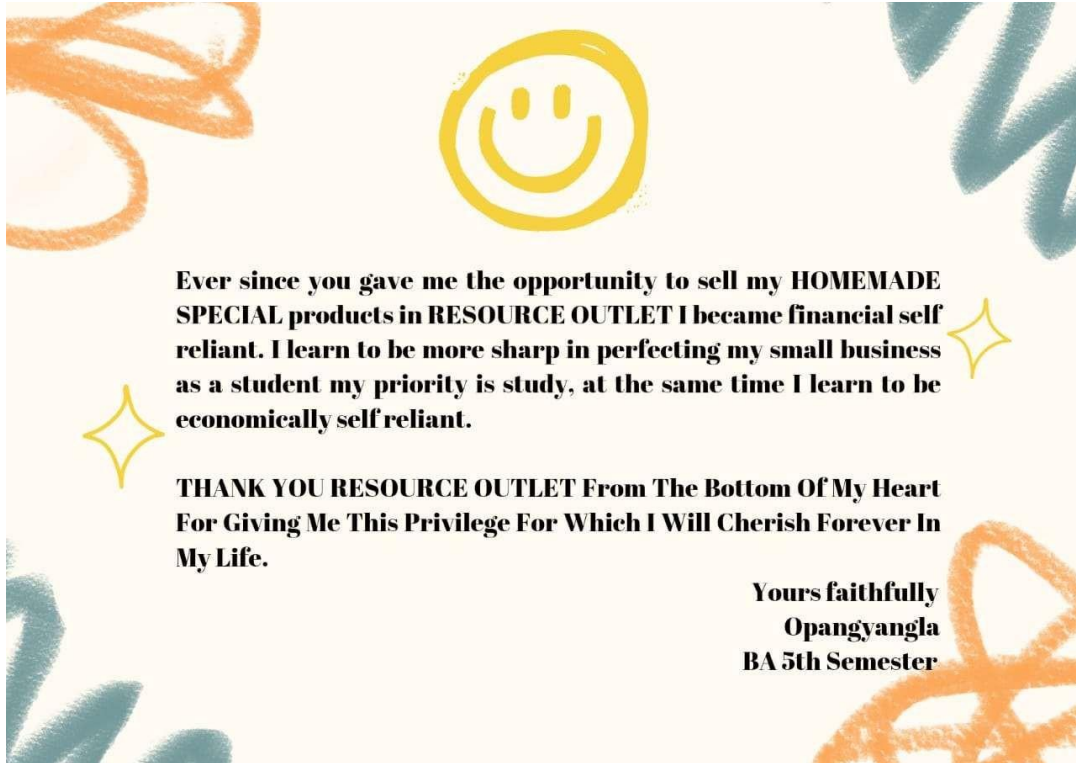 Ever since you gave me the opportunity to sell my HOMEMADE
SPECIAL products in RESOURCE OUTLET I became financial self
reliant. I learn to be more sharp in perfecting my small business
as a student my priority is study, at the same time I learn to be
economically self reliant.
THANK YOU RESOURCE OUTLET From The Bottom Of My Heart
For Giving Me This Privilege For Which I Will Cherish Forever In
My Life.
Yours faithfully
Opangyangla
BA 5th Semester